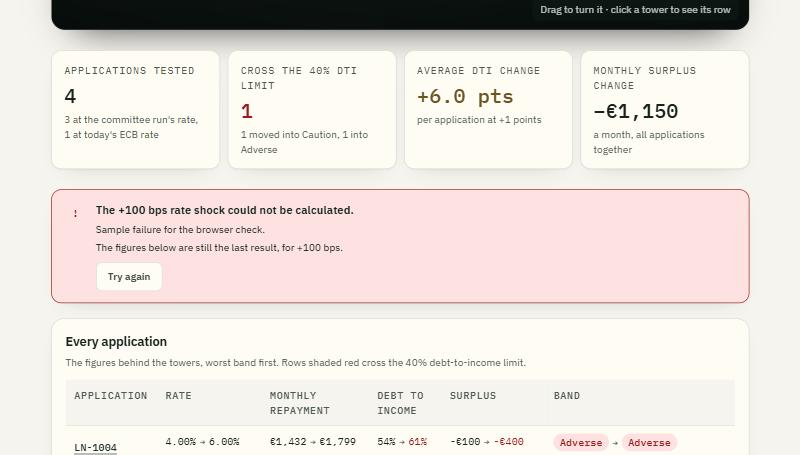 Drag to turn it · click a tower to see its row
APPLICATIONS TESTED
4
3 at the committee run's rate,
1 at today's ECB rate
CROSS THE 40% DTI
LIMIT
1
1 moved into Caution, 1 into
Adverse
AVERAGE DTI CHANGE
+6.0 pts
per application at +1 points
MONTHLY SURPLUS
CHANGE
−€1,150
a month, all applications
together
!
The +100 bps rate shock could not be calculated.
Sample failure for the browser check.
The figures below are still the last result, for +100 bps.
Try again
Every application
The figures behind the towers, worst band first. Rows shaded red cross the 40% debt-to-income limit.
APPLICATION RATE MONTHLY REPAYMENT DEBT TO INCOME SURPLUS BAND
LN-1004 4.00% → 6.00% €1,432 → €1,799 54% → 61% -€100 → -€400 Adverse → Adverse